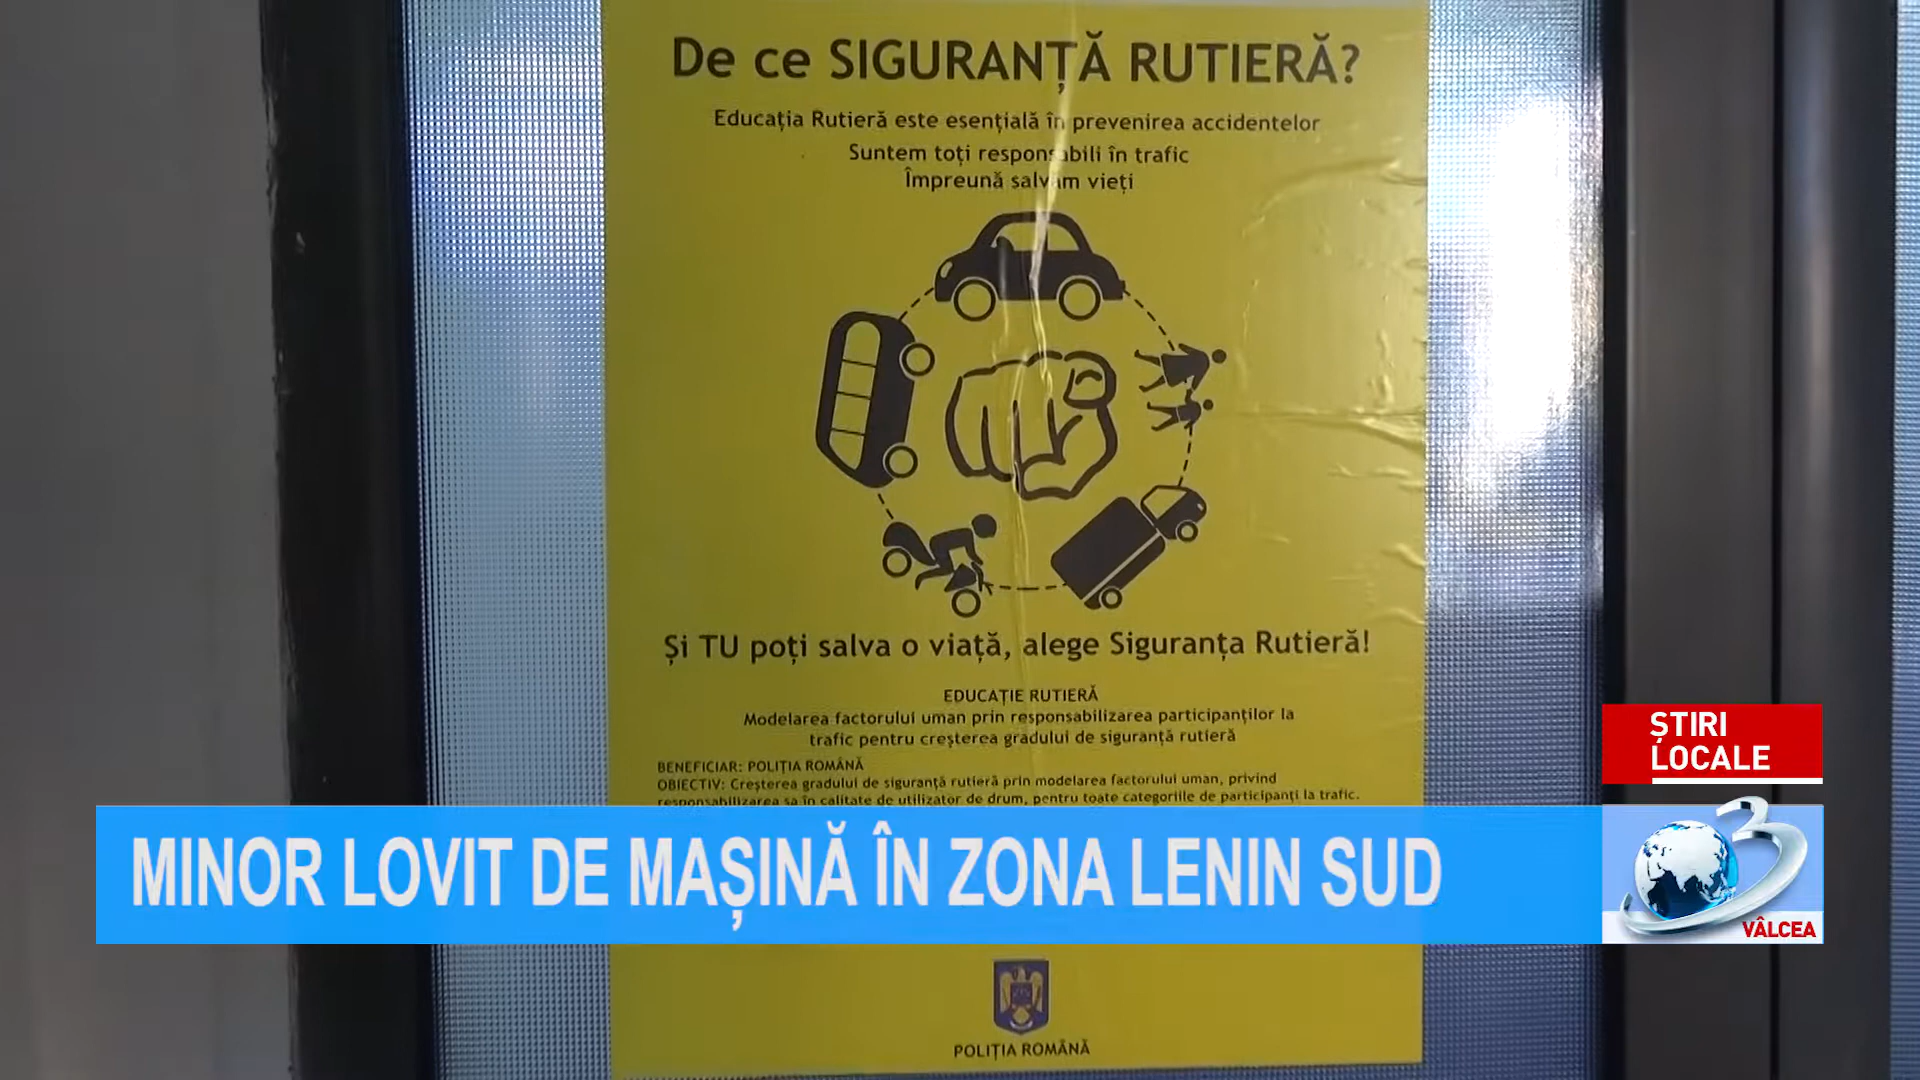 De ce SIGURANȚĂ RUTIERĂ?
Educația Rutieră este esențială în prevenirea accidentelor
Suntem toți responsabili în trafic
Împreună salvăm vieți
Și TU poți salva o viață, alege Siguranța Rutieră!
EDUCAȚIE RUTIERĂ
Modelarea factorului uman prin responsabilizarea participanților la
trafic pentru creșterea gradului de siguranță rutieră
BENEFICIAR: POLIȚIA ROMÂNĂ
OBIECTIV: Creșterea gradului de siguranță rutieră prin modelarea factorului uman, privind
responsabilizarea sa în calitate de utilizator de drum, pentru toate categoriile de participanți la trafic.
ȘTIRI
LOCALE
MINOR LOVIT DE MAȘINĂ ÎN ZONA LENIN SUD
3
VÂLCEA
POLIȚIA ROMÂNĂ